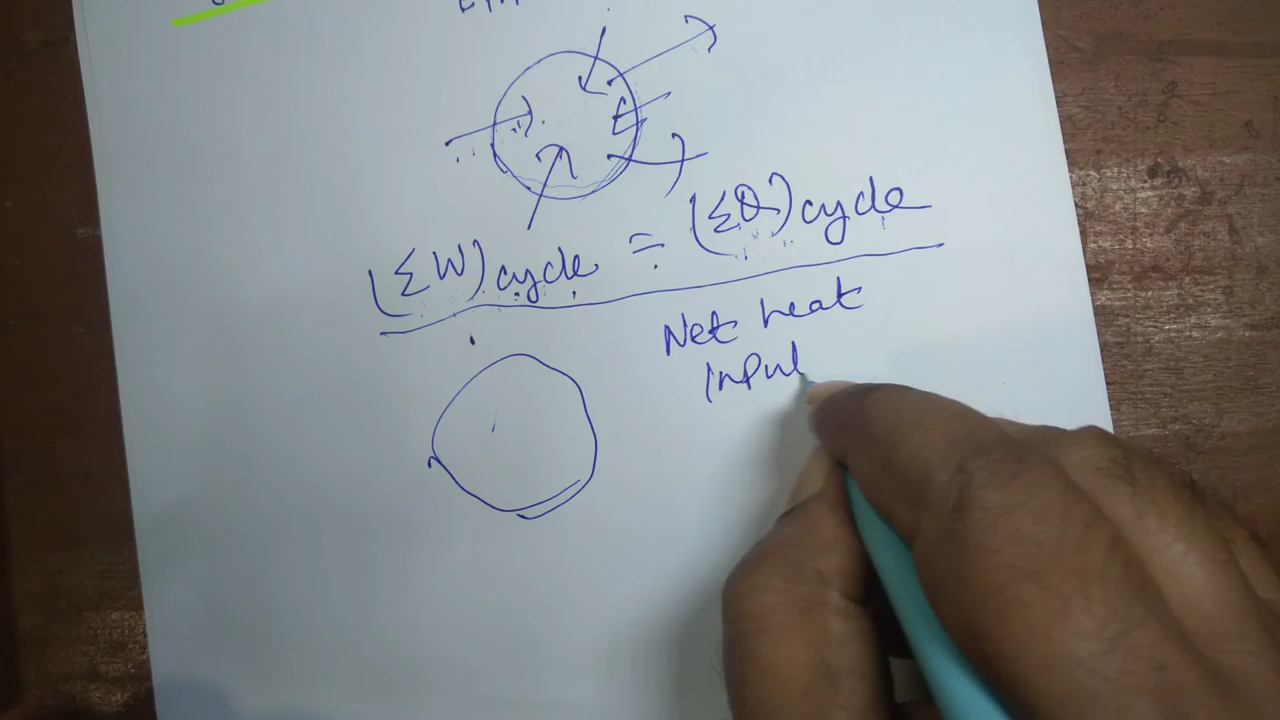 (ΣW)cycle = (ΣQ)cycle
Net heat
input